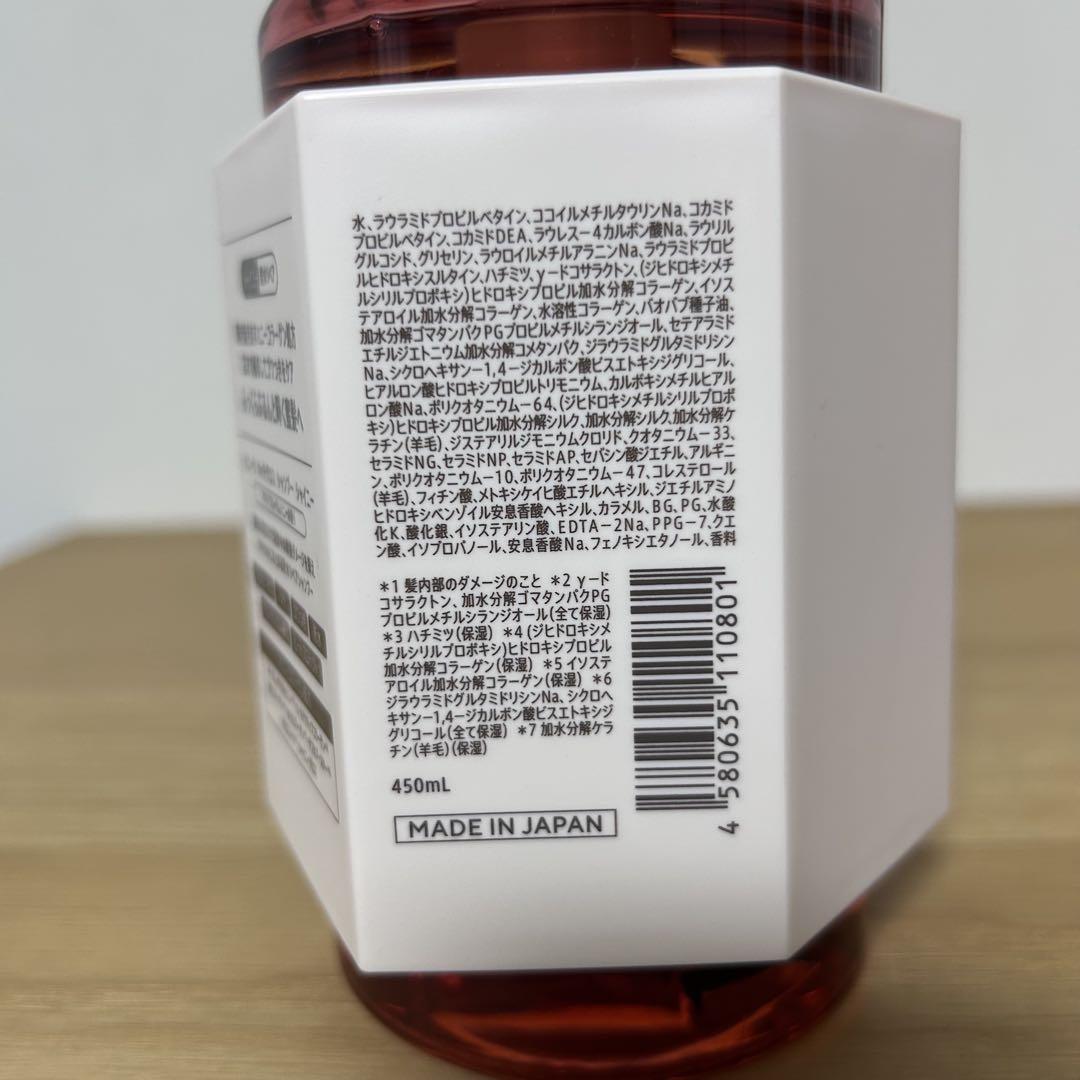 水、ラウラミドプロピルベタイン、ココイルメチルタウリンNa、コカミド
プロピルベタイン、コカミドDEA、ラウレス－4カルボン酸Na、ラウリル
グルコシド、グリセリン、ラウロイルメチルアラニンNa、ラウラミドプロピ
ルヒドロキシスルタイン、ハチミツ、γ－ドコサラクトン、(ジヒドロキシメチ
ルシリルプロポキシ)ヒドロキシプロピル加水分解コラーゲン、イソス
テアロイル加水分解コラーゲン、水溶性コラーゲン、バオバブ種子油、
加水分解ゴマタンパクPGプロピルメチルシランジオール、セテアラミド
エチルジエトニウム加水分解コメタンパク、ジラウラミドグルタミドリシン
Na、シクロヘキサン－1,4－ジカルボン酸ビスエトキシジグリコール、
ヒアルロン酸ヒドロキシプロピルトリモニウム、カルボキシメチルヒアル
ロン酸Na、ポリクオタニウム－64、(ジヒドロキシメチルシリルプロポ
キシ)ヒドロキシプロピル加水分解シルク、加水分解シルク、加水分解ケ
ラチン(羊毛)、ジステアリルジモニウムクロリド、クオタニウム－33、
セラミドNG、セラミドNP、セラミドAP、セバシン酸ジエチル、アルギニ
ン、ポリクオタニウム－10、ポリクオタニウム－47、コレステロール
(羊毛)、フィチン酸、メトキシケイヒ酸エチルヘキシル、ジエチルアミノ
ヒドロキシベンゾイル安息香酸ヘキシル、カラメル、BG、PG、水酸
化K、酸化銀、イソステアリン酸、EDTA－2Na、PPG－7、クエ
ン酸、イソプロパノール、安息香酸Na、フェノキシエタノール、香料
*1 髪内部のダメージのこと *2 γ－ド
コサラクトン、加水分解ゴマタンパクPG
プロピルメチルシランジオール(全て保湿)
*3 ハチミツ(保湿) *4 (ジヒドロキシメ
チルシリルプロポキシ)ヒドロキシプロピル
加水分解コラーゲン(保湿) *5 イソステ
アロイル加水分解コラーゲン(保湿) *6
ジラウラミドグルタミドリシンNa、シクロヘ
キサン－1,4－ジカルボン酸ビスエトキシジ
グリコール(全て保湿) *7 加水分解ケラ
チン(羊毛)(保湿)
450mL
MADE IN JAPAN
4 580635 110801